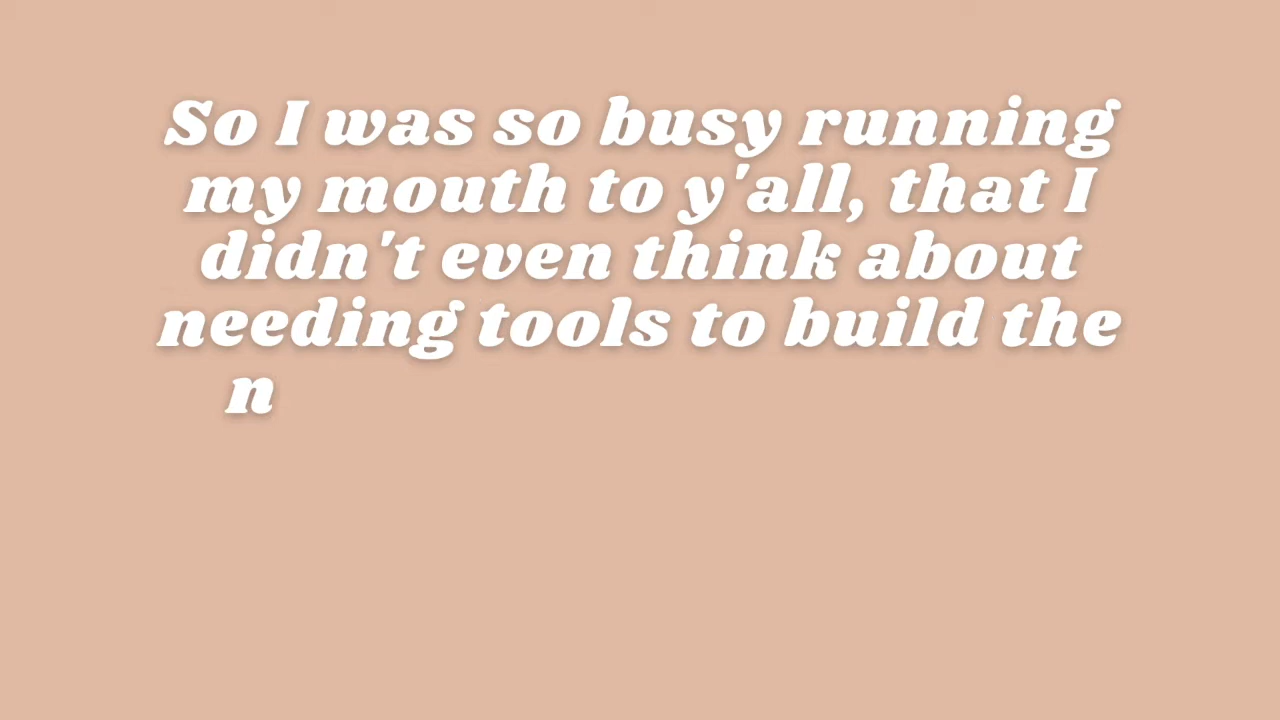 So I was so busy running
my mouth to y'all, that I
didn't even think about
needing tools to build the
n